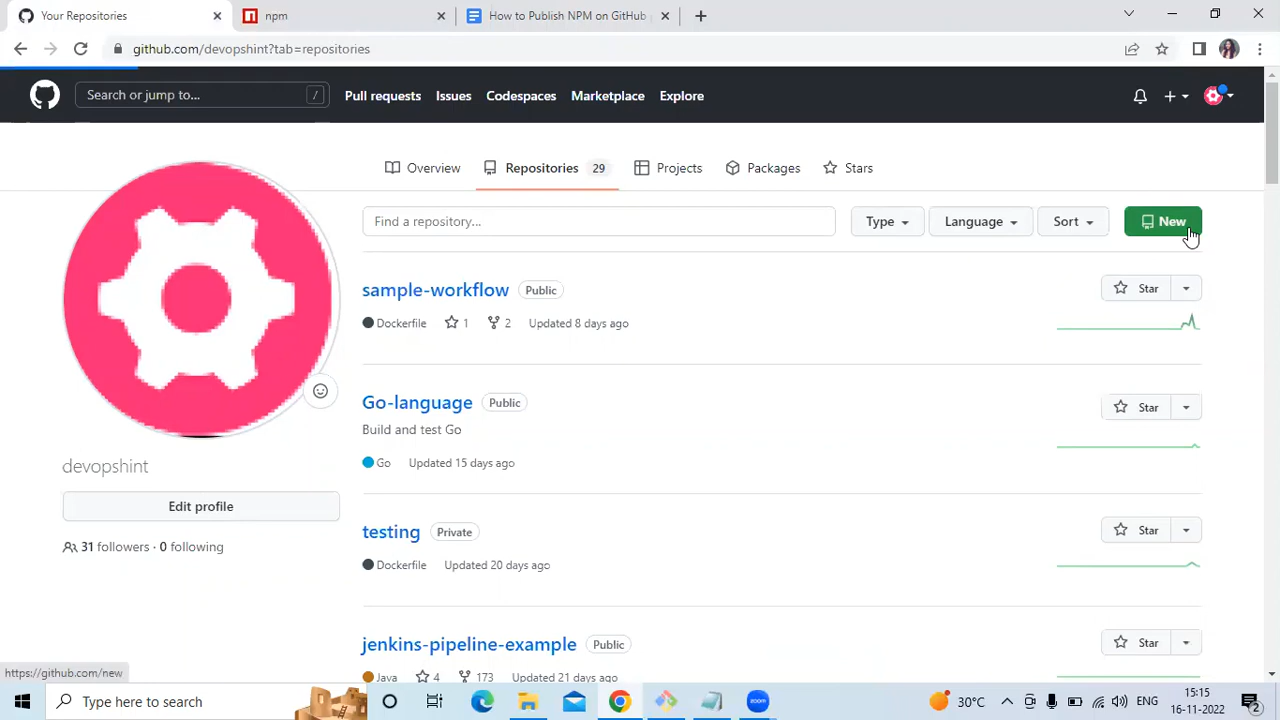 Your Repositories
npm
How to Publish NPM on GitHub
github.com/devopshint?tab=repositories
Search or jump to...
/
Pull requests
Issues
Codespaces
Marketplace
Explore
Overview
Repositories 29
Projects
Packages
Stars
Find a repository...
Type
Language
Sort
New
sample-workflow Public
Star
Dockerfile 1 2 Updated 8 days ago
Go-language Public
Star
Build and test Go
Go Updated 15 days ago
devopshint
Edit profile
31 followers · 0 following
testing Private
Star
Dockerfile Updated 20 days ago
jenkins-pipeline-example Public
Star
Java 4 173 Updated 21 days ago
https://github.com/new
Type here to search
zoom
30°C
ENG
15:15
16-11-2022
2